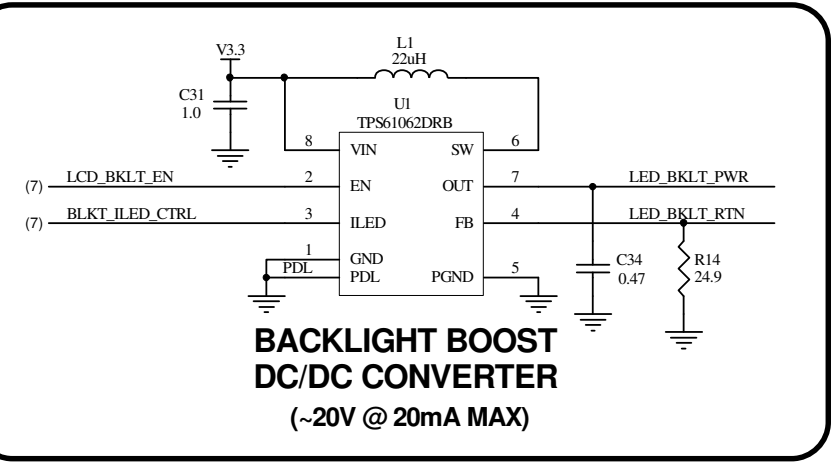 V3.3
L1
22uH
C31
1.0
U1
TPS61062DRB
8 VIN SW 6
(7) LCD_BKLT_EN 2 EN OUT 7 LED_BKLT_PWR
(7) BLKT_ILED_CTRL 3 ILED FB 4 LED_BKLT_RTN
1 GND
PDL PDL PGND 5
C34
0.47
R14
24.9
BACKLIGHT BOOST
DC/DC CONVERTER
(~20V @ 20mA MAX)